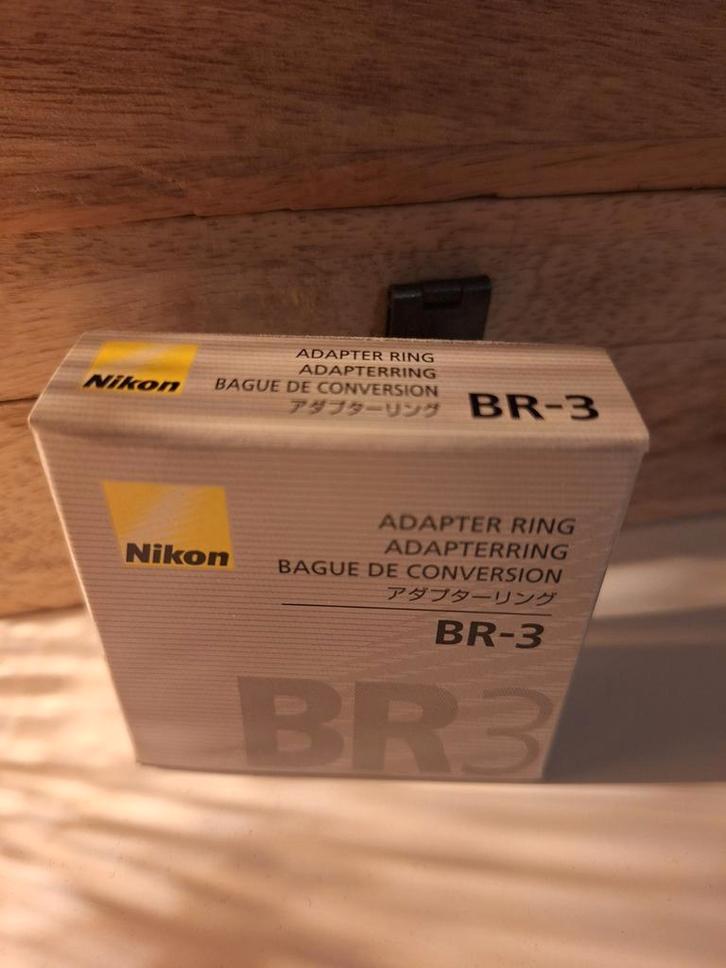 Nikon
ADAPTER RING
ADAPTERRING
BAGUE DE CONVERSION
アダプターリング
BR-3
Nikon
ADAPTER RING
ADAPTERRING
BAGUE DE CONVERSION
アダプターリング
BR-3
BR3